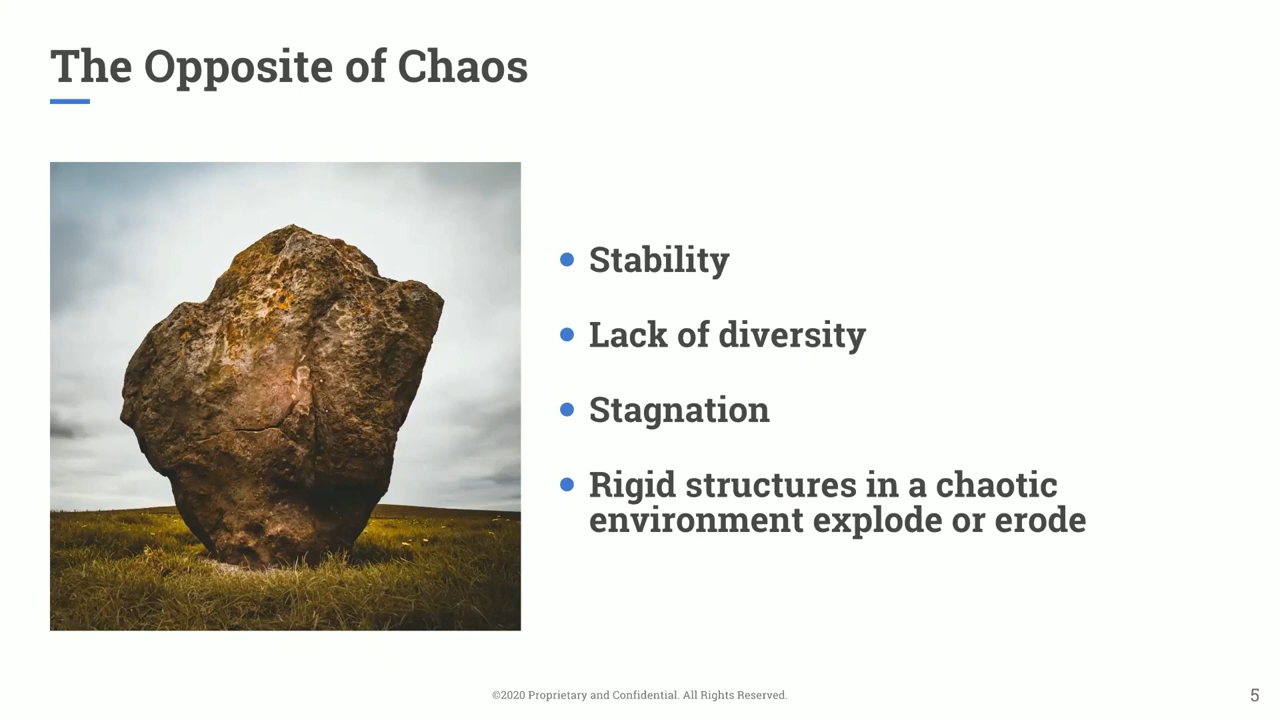 The Opposite of Chaos
Stability
Lack of diversity
Stagnation
Rigid structures in a chaotic
environment explode or erode
©2020 Proprietary and Confidential. All Rights Reserved.
5